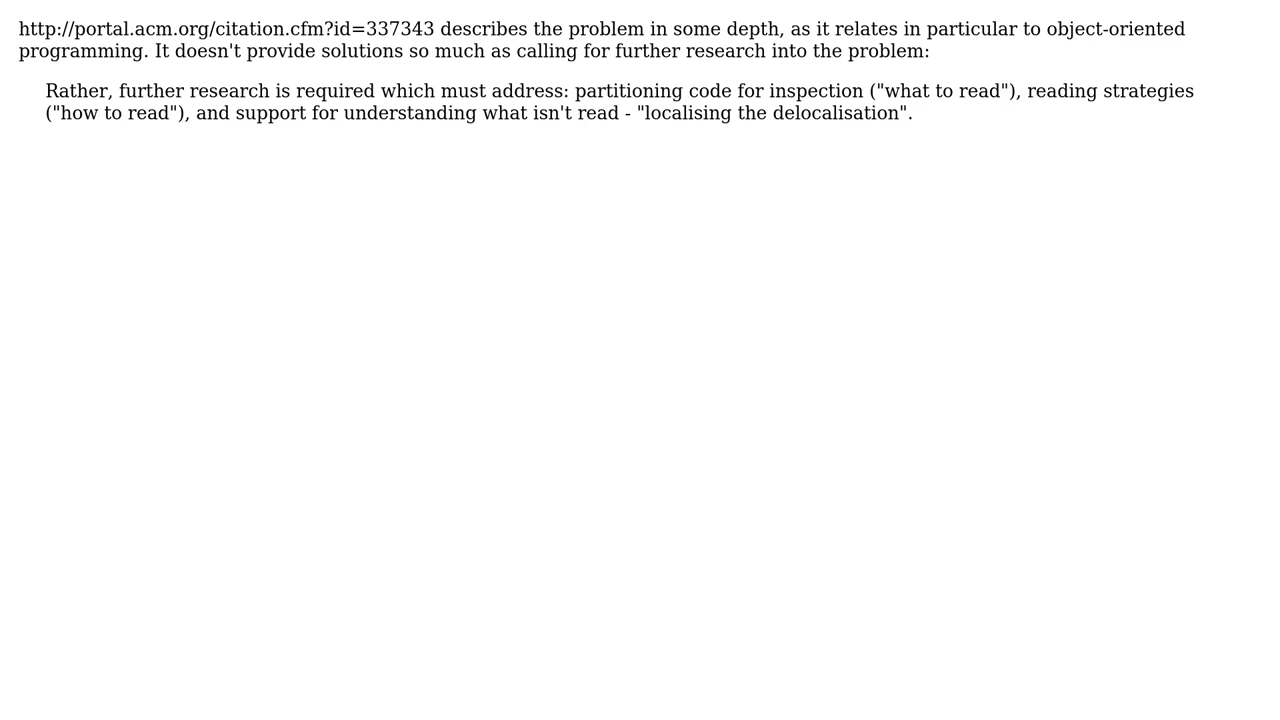 http://portal.acm.org/citation.cfm?id=337343 describes the problem in some depth, as it relates in particular to object-oriented
programming. It doesn't provide solutions so much as calling for further research into the problem:
Rather, further research is required which must address: partitioning code for inspection ("what to read"), reading strategies
("how to read"), and support for understanding what isn't read - "localising the delocalisation".